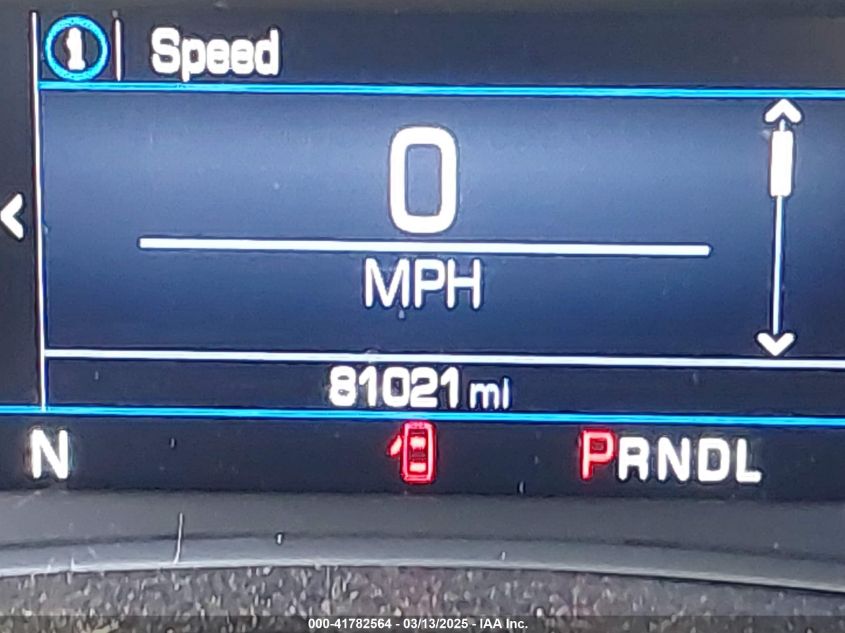 Speed
0
MPH
81021 mi
N
PRNDL
000-41782564 - 03/13/2025 - IAA Inc.